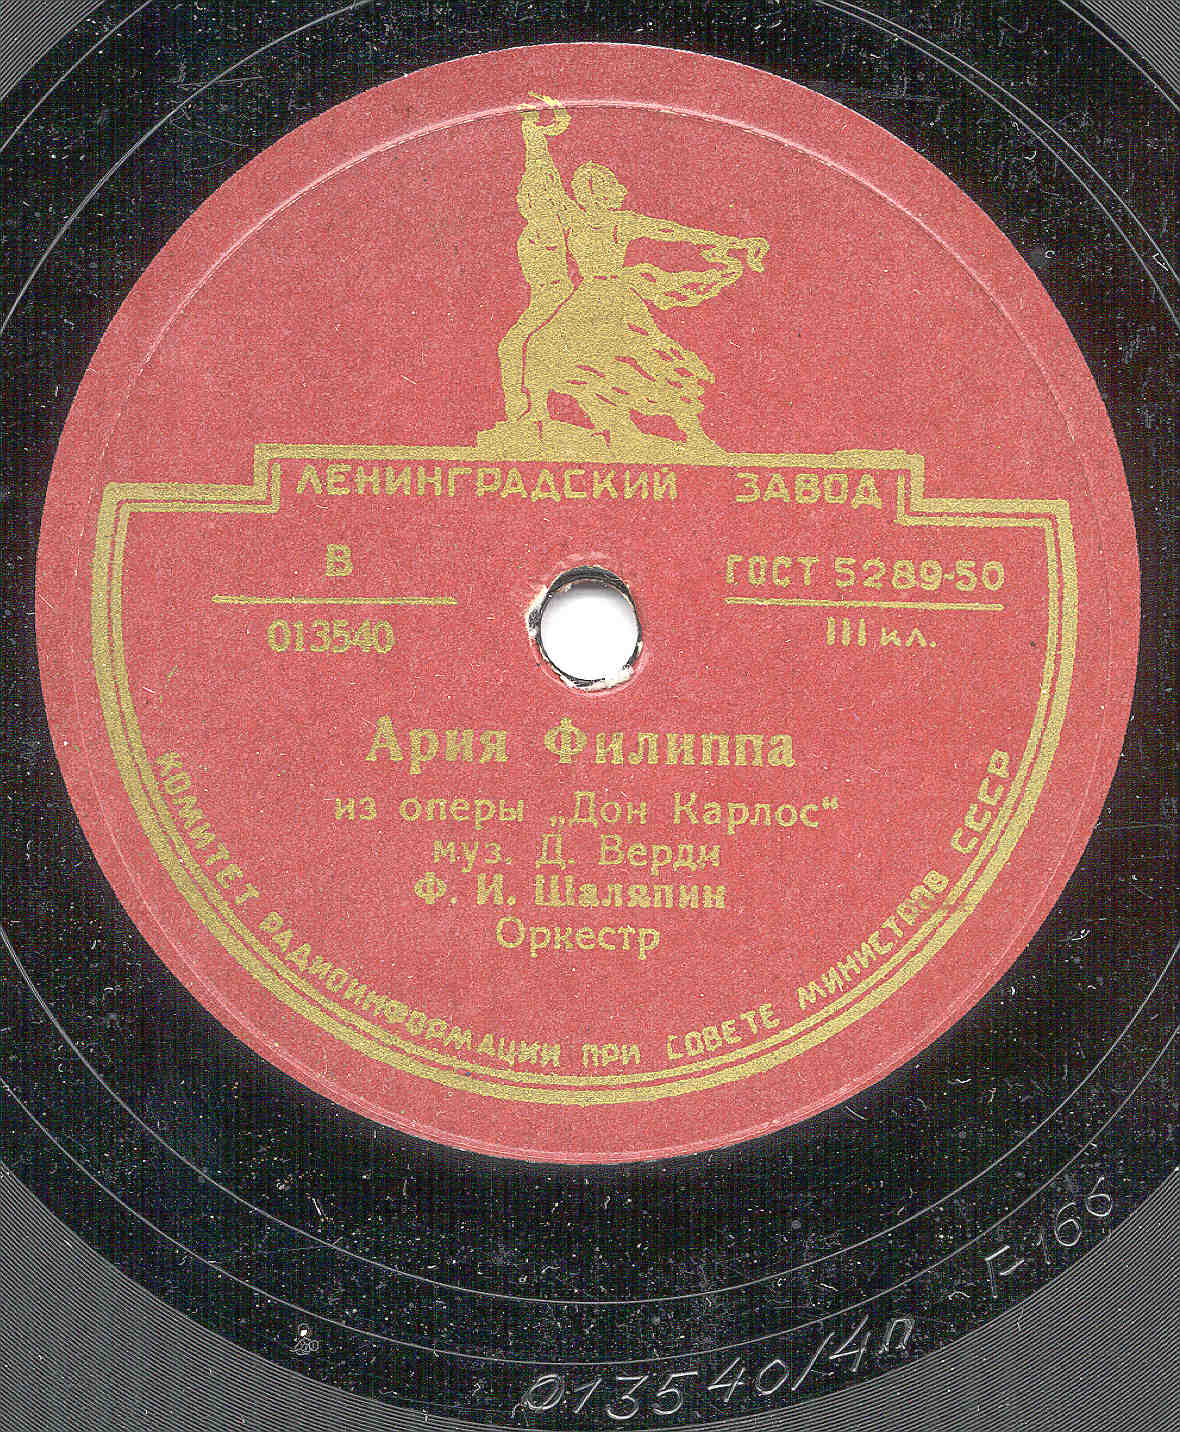 ЛЕНИНГРАДСКИЙ ЗАВОД
В
013540
ГОСТ 5289-50
III кл.
Ария Филиппа
из оперы „Дон Карлос“
муз. Д. Верди
Ф. И. Шаляпин
Оркестр
КОМИТЕТ РАДИОИНФОРМАЦИИ ПРИ СОВЕТЕ МИНИСТРОВ СССР
013540/4п
F-166